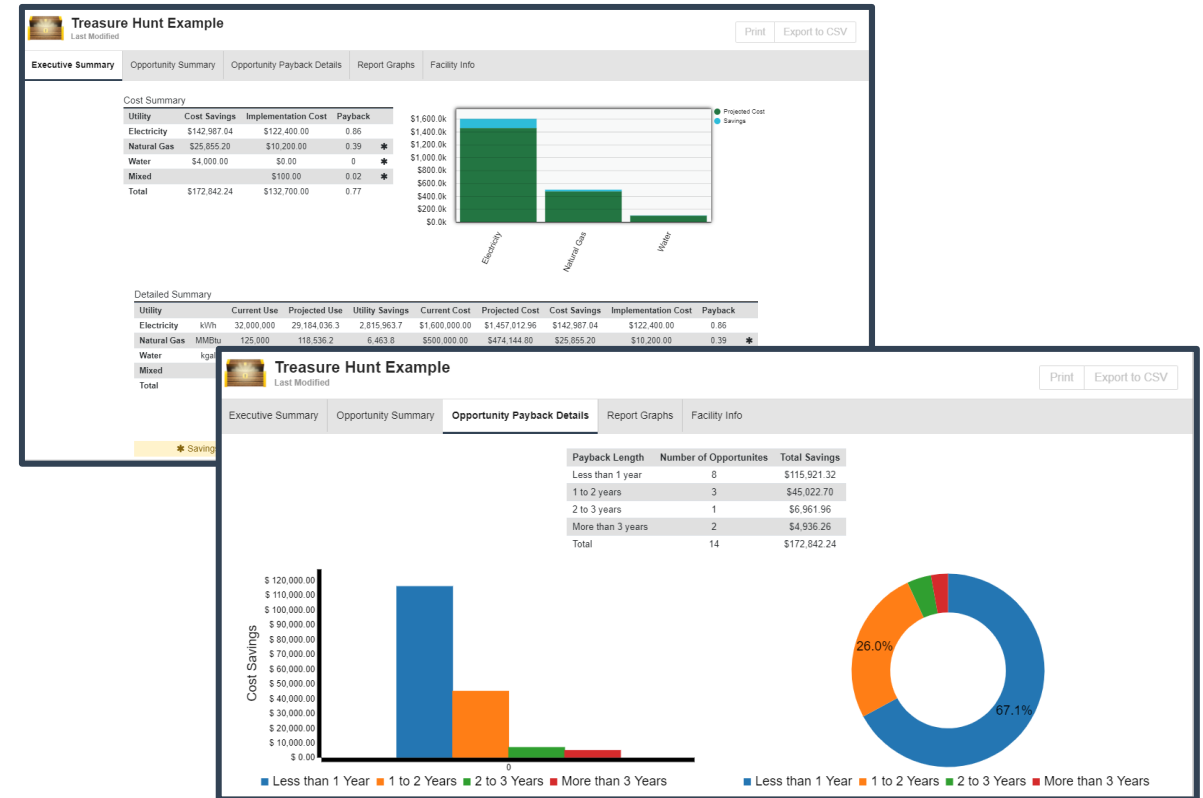 Treasure Hunt Example
Last Modified
Print Export to CSV
Executive Summary Opportunity Summary Opportunity Payback Details Report Graphs Facility Info
Cost Summary
Utility Cost Savings Implementation Cost Payback
Electricity $142,987.04 $122,400.00 0.86
Natural Gas $25,855.20 $10,200.00 0.39 ✱
Water $4,000.00 $0.00 0 ✱
Mixed $100.00 0.02 ✱
Total $172,842.24 $132,700.00 0.77
$1,600.0k
$1,400.0k
$1,200.0k
$1,000.0k
$800.0k
$600.0k
$400.0k
$200.0k
$0.0k
Electricity
Natural Gas
Water
Projected Cost
Savings
Detailed Summary
Utility Current Use Projected Use Utility Savings Current Cost Projected Cost Cost Savings Implementation Cost Payback
Electricity kWh 32,000,000 29,184,036.3 2,815,963.7 $1,600,000.00 $1,457,012.96 $142,987.04 $122,400.00 0.86
Natural Gas MMBtu 125,000 118,536.2 6,463.8 $500,000.00 $474,144.80 $25,855.20 $10,200.00 0.39 ✱
Water kgal
Mixed
Total
✱ Savings
Treasure Hunt Example
Last Modified
Print Export to CSV
Executive Summary Opportunity Summary Opportunity Payback Details Report Graphs Facility Info
Payback Length Number of Opportunites Total Savings
Less than 1 year 8 $115,921.32
1 to 2 years 3 $45,022.70
2 to 3 years 1 $6,961.96
More than 3 years 2 $4,936.26
Total 14 $172,842.24
Cost Savings
$ 120,000.00
$ 110,000.00
$ 100,000.00
$ 90,000.00
$ 80,000.00
$ 70,000.00
$ 60,000.00
$ 50,000.00
$ 40,000.00
$ 30,000.00
$ 20,000.00
$ 10,000.00
$ 0.00
0
Less than 1 Year 1 to 2 Years 2 to 3 Years More than 3 Years
26.0%
67.1%
Less than 1 Year 1 to 2 Years 2 to 3 Years More than 3 Years